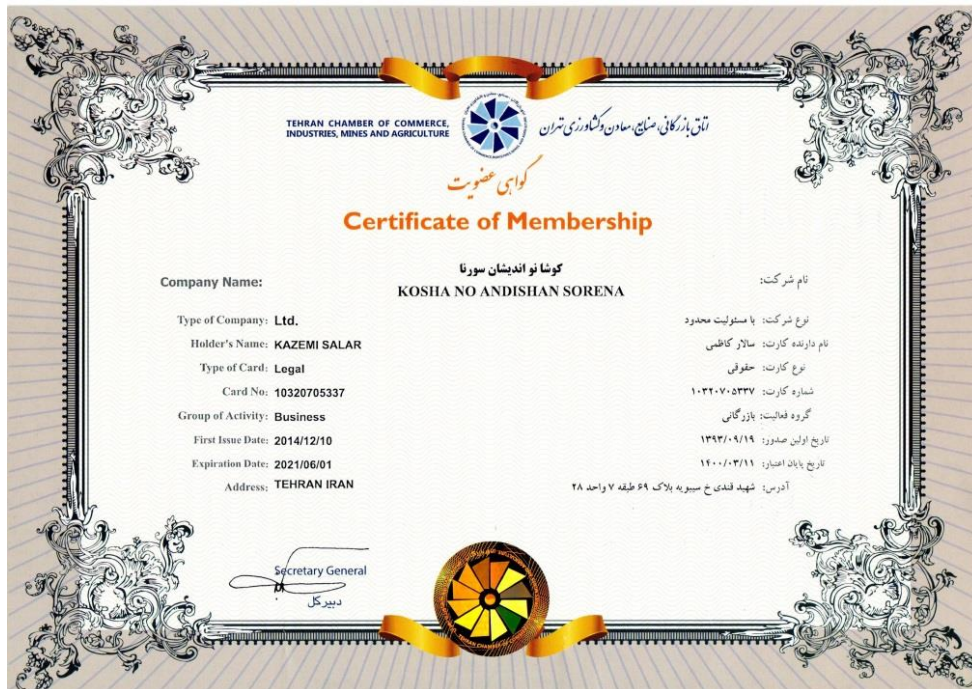 TEHRAN CHAMBER OF COMMERCE,
INDUSTRIES, MINES AND AGRICULTURE
اتاق بازرگانی، صنایع، معادن و کشاورزی تهران
گواهی عضویت
Certificate of Membership
Company Name:
کوشا نو اندیشان سورنا
نام شرکت:
KOSHA NO ANDISHAN SORENA
Type of Company: Ltd.
نوع شرکت: با مسئولیت محدود
Holder's Name: KAZEMI SALAR
نام دارنده کارت: سالار کاظمی
Type of Card: Legal
نوع کارت: حقوقی
Card No: 10320705337
شماره کارت: ۱۰۳۲۰۷۰۵۳۳۷
Group of Activity: Business
گروه فعالیت: بازرگانی
First Issue Date: 2014/12/10
تاریخ اولین صدور: ۱۳۹۳/۰۹/۱۹
Expiration Date: 2021/06/01
تاریخ پایان اعتبار: ۱۴۰۰/۰۳/۱۱
Address: TEHRAN IRAN
آدرس: شهید قندی خ سیبویه بلاک ۶۹ طبقه ۷ واحد ۲۸
Secretary General
دبیر کل